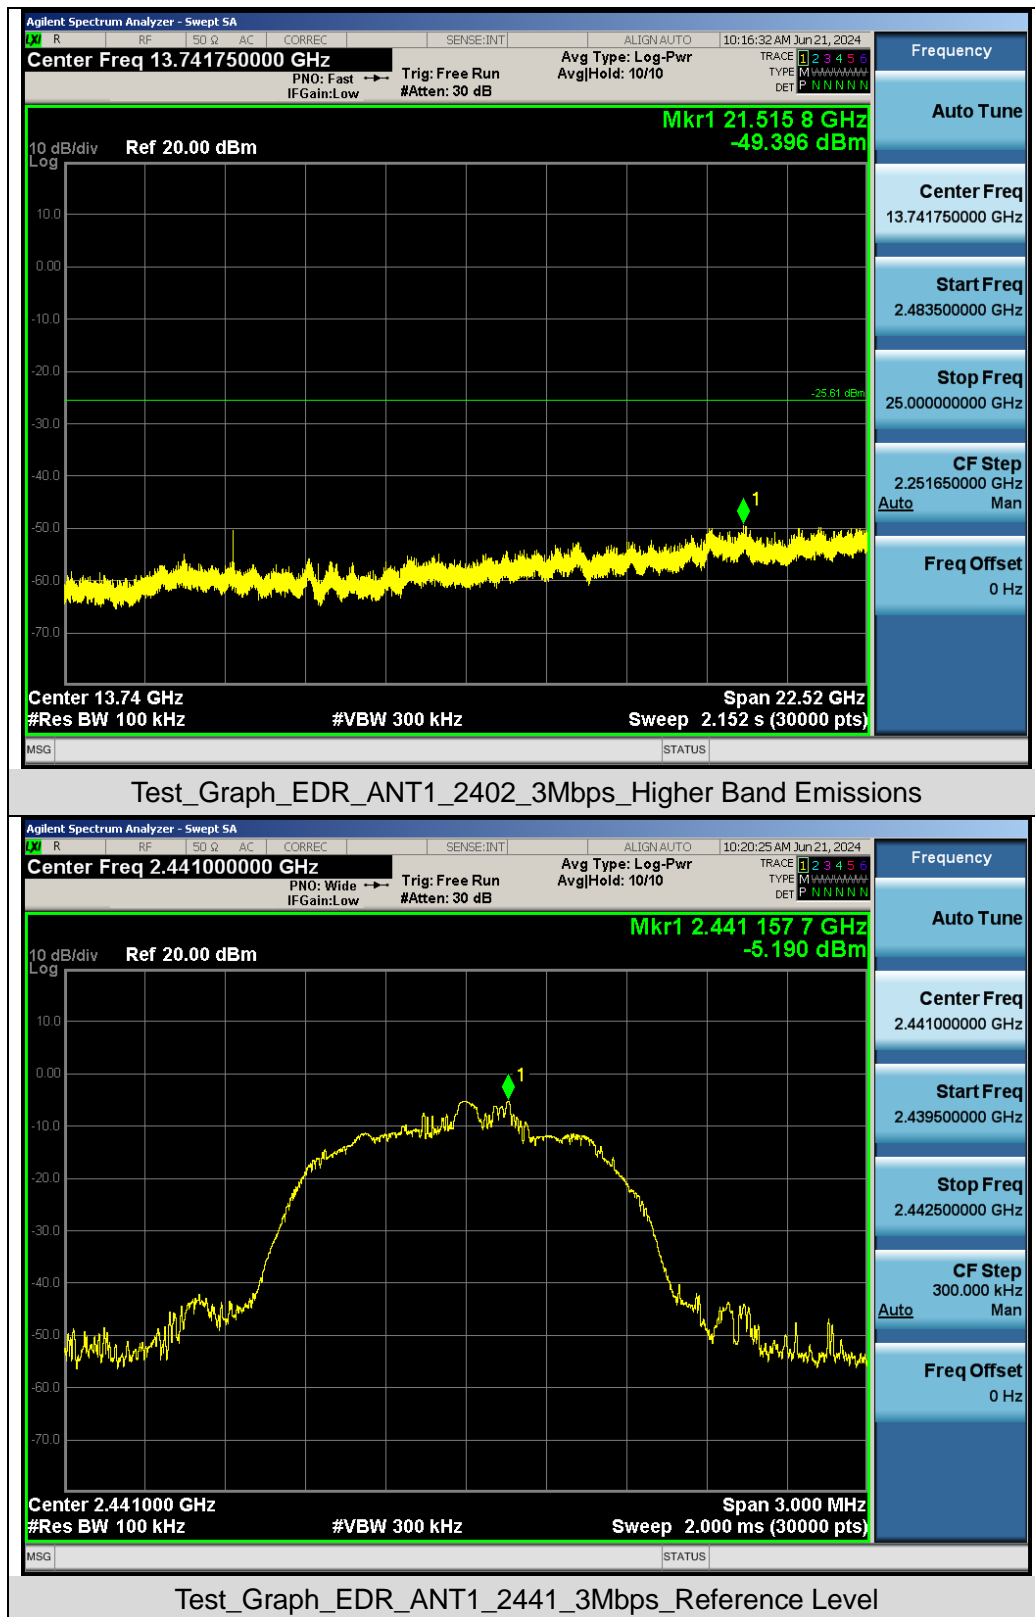 Agilent Spectrum Analyzer - Swept SA
LXI R RF 50 Ω AC CORREC SENSE:INT ALIGN AUTO 10:16:32 AM Jun 21, 2024
Center Freq 13.741750000 GHz
PNO: Fast
IFGain:Low
Trig: Free Run
#Atten: 30 dB
Avg Type: Log-Pwr
Avg|Hold: 10/10
TRACE 1 2 3 4 5 6
TYPE M WWWWW
DET P N N N N N
Frequency
Auto Tune
Center Freq
13.741750000 GHz
Start Freq
2.483500000 GHz
Stop Freq
25.000000000 GHz
CF Step
2.251650000 GHz
Auto Man
Freq Offset
0 Hz
Mkr1 21.515 8 GHz
-49.396 dBm
10 dB/div Ref 20.00 dBm
Log
10.0
0.00
-10.0
-20.0
-25.61 dBm
-30.0
-40.0
1
-50.0
-60.0
-70.0
Center 13.74 GHz Span 22.52 GHz
#Res BW 100 kHz #VBW 300 kHz Sweep 2.152 s (30000 pts)
MSG STATUS
Test_Graph_EDR_ANT1_2402_3Mbps_Higher Band Emissions
Agilent Spectrum Analyzer - Swept SA
LXI R RF 50 Ω AC CORREC SENSE:INT ALIGN AUTO 10:20:25 AM Jun 21, 2024
Center Freq 2.441000000 GHz
PNO: Wide
IFGain:Low
Trig: Free Run
#Atten: 30 dB
Avg Type: Log-Pwr
Avg|Hold: 10/10
TRACE 1 2 3 4 5 6
TYPE M WWWWW
DET P N N N N N
Frequency
Auto Tune
Center Freq
2.441000000 GHz
Start Freq
2.439500000 GHz
Stop Freq
2.442500000 GHz
CF Step
300.000 kHz
Auto Man
Freq Offset
0 Hz
Mkr1 2.441 157 7 GHz
-5.190 dBm
10 dB/div Ref 20.00 dBm
Log
10.0
0.00
1
-10.0
-20.0
-30.0
-40.0
-50.0
-60.0
-70.0
Center 2.441000 GHz Span 3.000 MHz
#Res BW 100 kHz #VBW 300 kHz Sweep 2.000 ms (30000 pts)
MSG STATUS
Test_Graph_EDR_ANT1_2441_3Mbps_Reference Level